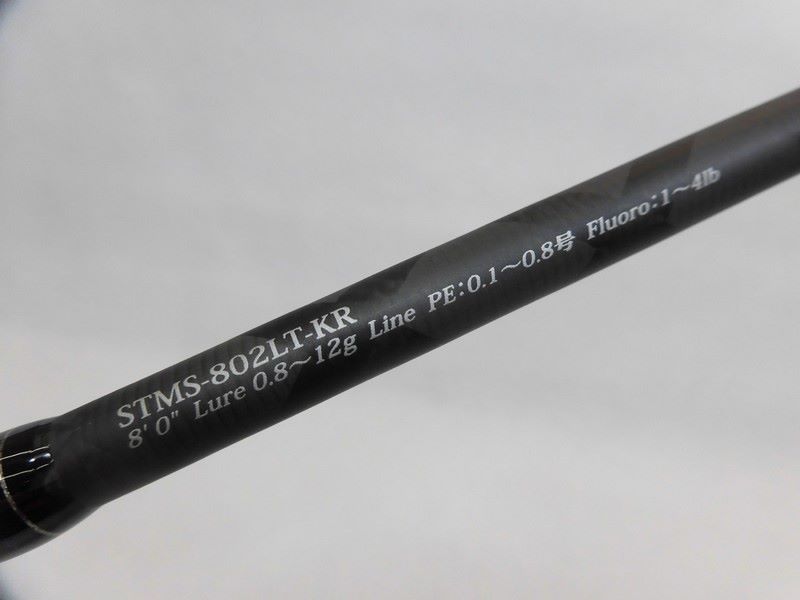 STMS-802LT-KR
8' 0" Lure 0.8～12g Line PE:0.1～0.8号 Fluoro:1～4lb